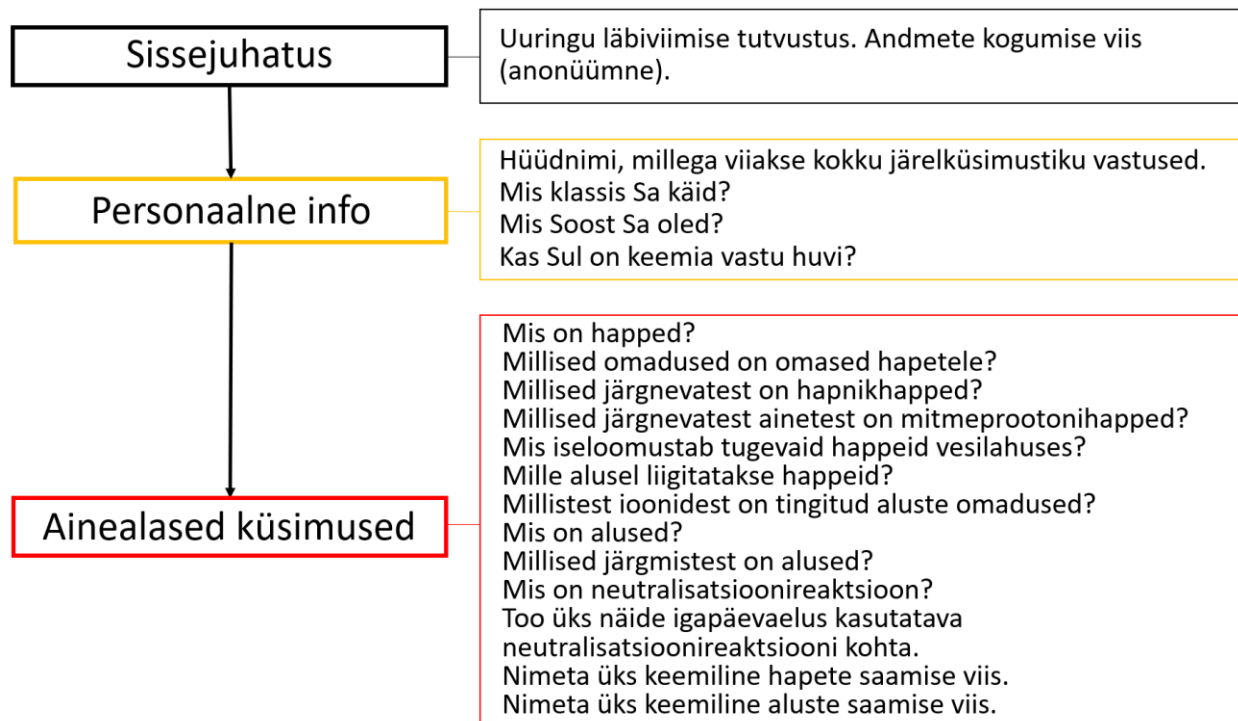 Sissejuhatus
Uuringu läbiviimise tutvustus. Andmete kogumise viis
(anonüümne).
Personaalne info
Hüüdnimi, millega viiakse kokku järelküsimustiku vastused.
Mis klassis Sa käid?
Mis Soost Sa oled?
Kas Sul on keemia vastu huvi?
Ainealased küsimused
Mis on happed?
Millised omadused on omased hapetele?
Millised järgnevatest on hapnikhapped?
Millised järgnevatest ainetest on mitmeprootonihapped?
Mis iseloomustab tugevaid happeid vesilahuses?
Mille alusel liigitatakse happeid?
Millistest ioonidest on tingitud aluste omadused?
Mis on alused?
Millised järgmistest on alused?
Mis on neutralisatsioonireaktsioon?
Too üks näide igapäevaelus kasutatava
neutralisatsioonireaktsiooni kohta.
Nimeta üks keemiline hapete saamise viis.
Nimeta üks keemiline aluste saamise viis.